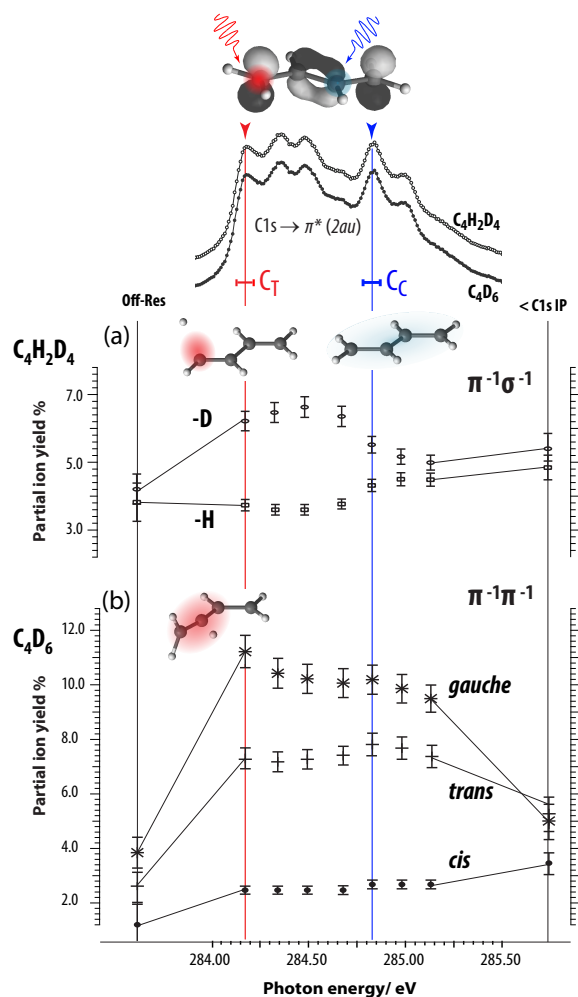 C1s → π* (2au)
C₄H₂D₄
C₄D₆
C_T
C_C
Off-Res
< C1s IP
(a)
C₄H₂D₄
π⁻¹σ⁻¹
7.0
5.0
3.0
Partial ion yield %
-D
-H
(b)
π⁻¹π⁻¹
C₄D₆
12.0
10.0
8.0
6.0
4.0
2.0
Partial ion yield %
gauche
trans
cis
284.00
284.50
285.00
285.50
Photon energy/ eV